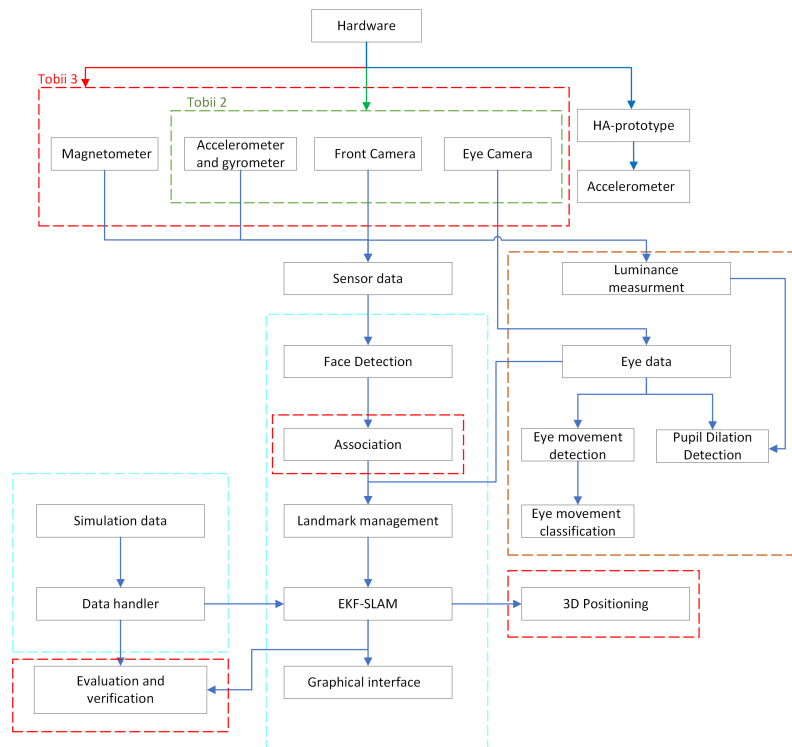 Hardware
Tobii 3
Tobii 2
HA-prototype
Magnetometer
Accelerometer
and gyrometer
Front Camera
Eye Camera
Accelerometer
Sensor data
Luminance
measurment
Face Detection
Eye data
Association
Eye movement
detection
Pupil Dilation
Detection
Simulation data
Landmark management
Eye movement
classification
Data handler
EKF-SLAM
3D Positioning
Evaluation and
verification
Graphical interface